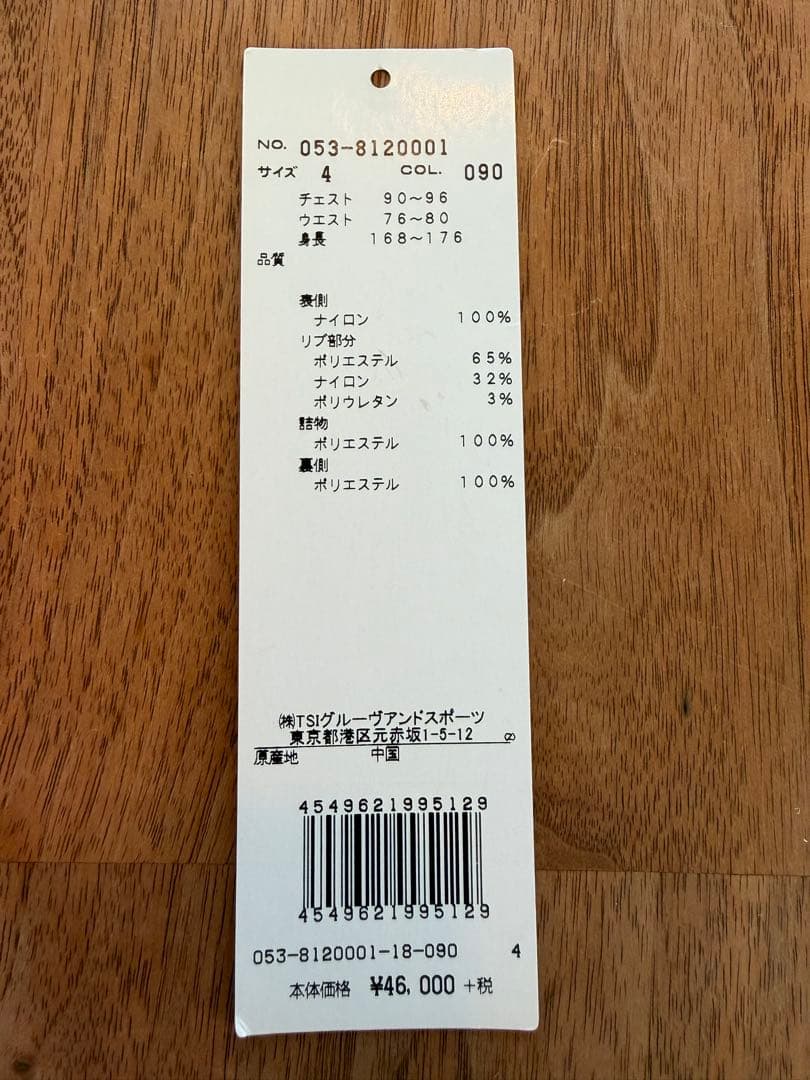 NO. 053-8120001
サイズ 4 COL. 090
チェスト 90～96
ウエスト 76～80
身長 168～176
品質
表側
ナイロン 100%
リブ部分
ポリエステル 65%
ナイロン 32%
ポリウレタン 3%
詰物
ポリエステル 100%
裏側
ポリエステル 100%
㈱TSIグルーヴアンドスポーツ
東京都港区元赤坂1-5-12
原産地 中国
4549621995129
4549621995129
053-8120001-18-090 4
本体価格 ¥46,000 +税